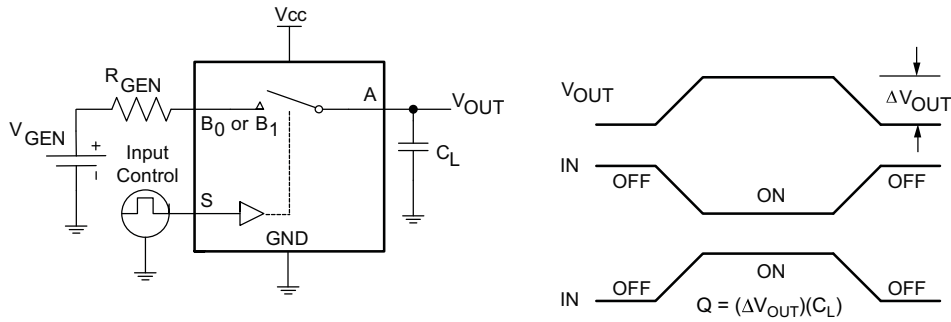 Vcc
R_GEN
A
V_OUT
B_0 or B_1
V_GEN
+
-
C_L
Input
Control
S
GND
V_OUT
ΔV_OUT
IN
OFF
ON
OFF
IN
OFF
ON
OFF
Q = (ΔV_OUT)(C_L)